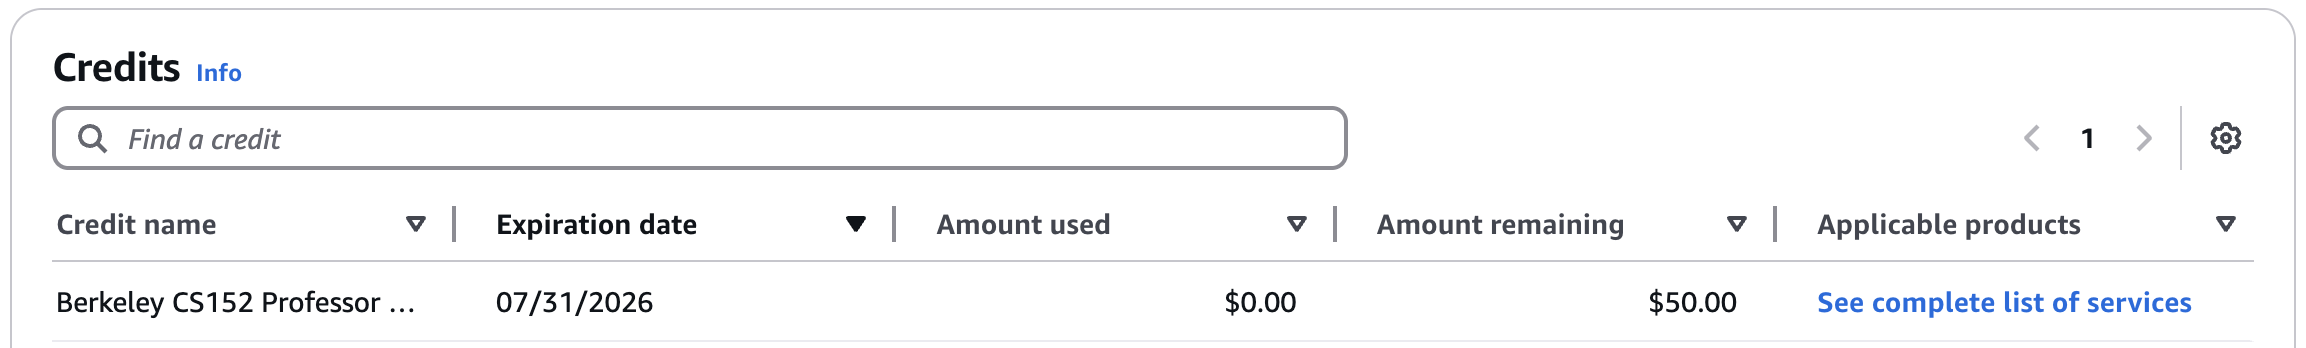 Credits Info
Find a credit
1
Credit name Expiration date Amount used Amount remaining Applicable products
Berkeley CS152 Professor ... 07/31/2026 $0.00 $50.00 See complete list of services